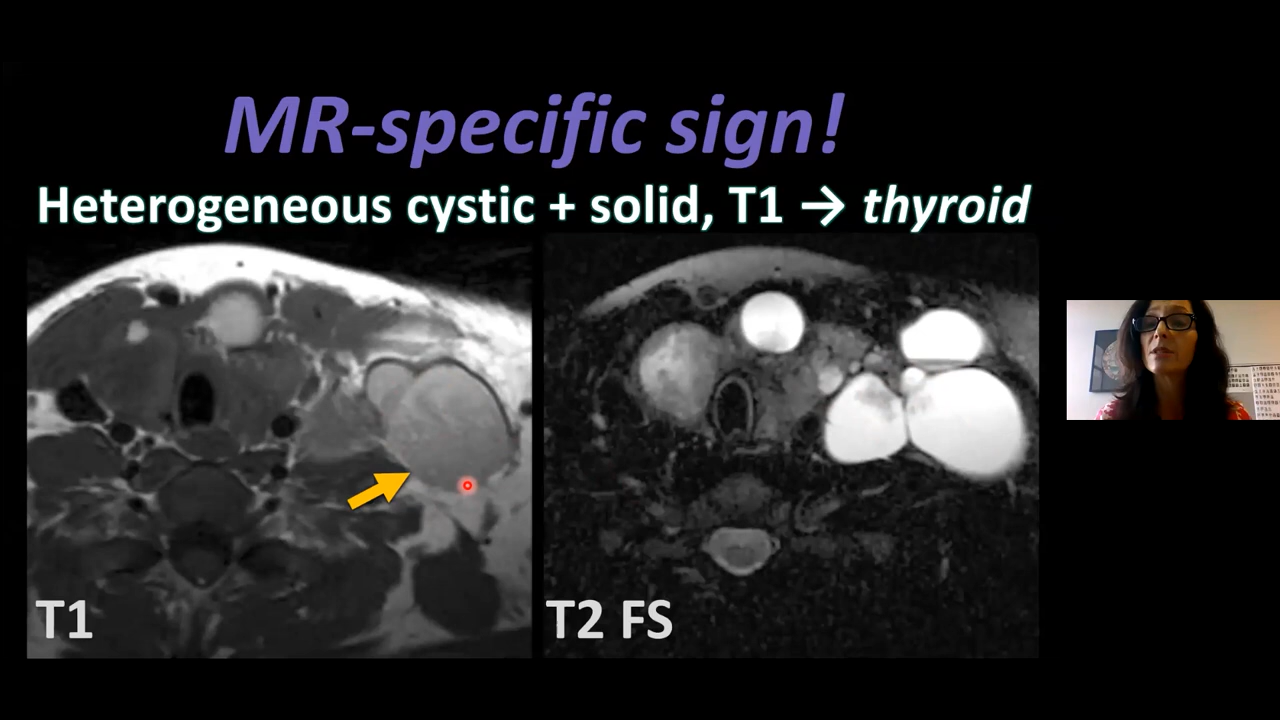 MR-specific sign!
Heterogeneous cystic + solid, T1 → thyroid
T1
T2 FS